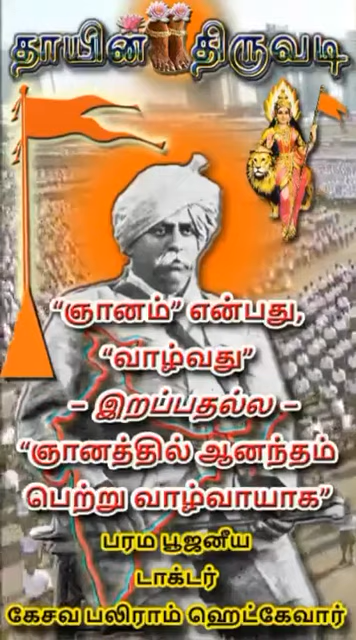 தாயின் திருவடி
“ஞானம்” என்பது,
“வாழ்வது”
– இறப்பதல்ல –
“ஞானத்தில் ஆனந்தம்
பெற்று வாழ்வாயாக”
பரம பூஜனீய
டாக்டர்
கேசவ பலிராம் ஹெட்கேவார்